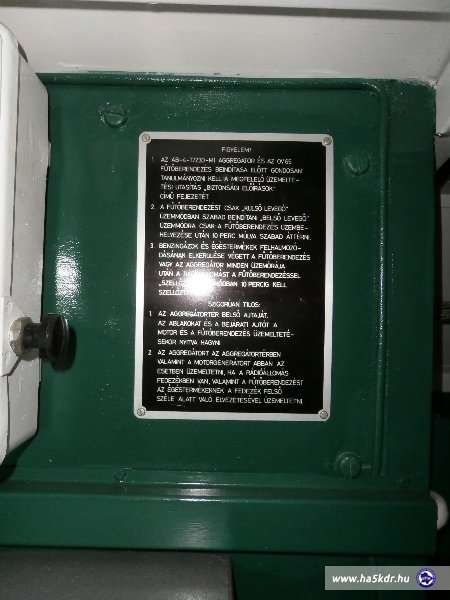 FIGYELEM!
1. AZ AB-4-T/230-M1 AGGREGÁTOR ÉS AZ OV65
FŰTŐBERENDEZÉS BEINDÍTÁSA ELŐTT GONDOSAN
TANULMÁNYOZNI KELL A MEGFELELŐ ÜZEMELTE-
TÉSI UTASÍTÁS „BIZTONSÁGI ELŐÍRÁSOK"
CÍMŰ FEJEZETÉT
2. A FŰTŐBERENDEZÉST CSAK „KÜLSŐ LEVEGŐ"
ÜZEMMÓDBAN SZABAD BEINDÍTANI „BELSŐ LEVEGŐ"
ÜZEMMÓDRA CSAK A FŰTŐBERENDEZÉS ÜZEMBE-
HELYEZÉSE UTÁN 10 PERC MÚLVA SZABAD ÁTTÉRNI.
3. BENZINGÁZOK ÉS ÉGÉSTERMÉKEK FELHALMOZÓ-
DÁSÁNAK ELKERÜLÉSE VÉGETT A FŰTŐBERENDEZÉS
VAGY AZ AGGREGÁTOR MINDEN ÜZEMÓRÁJA
UTÁN A FŰTŐBERENDEZÉSSEL
10 PERCIG KELL
SZIGORÚAN TILOS:
1. AZ AGGREGÁTORTÉR BELSŐ AJTAJÁT,
AZ ABLAKOKAT ÉS A BEJÁRATI AJTÓT A
MOTOR ÉS A FŰTŐBERENDEZÉS ÜZEMELTETÉ-
SEKOR NYITVA HAGYNI
2. AZ AGGREGÁTORT AZ AGGREGÁTORTÉRBEN
VALAMINT A MOTORGENERÁTORT ABBAN AZ
ESETBEN ÜZEMELTETNI, HA A RÁDIÓÁLLOMÁS
FEDEZÉKBEN VAN, VALAMINT A FŰTŐBERENDEZÉST
AZ ÉGÉSTERMÉKEKNEK A FEDEZÉK FELSŐ
SZÉLE ALATT VALÓ ELVEZETÉSÉVEL ÜZEMELTETNI.
www.ha5kdr.hu